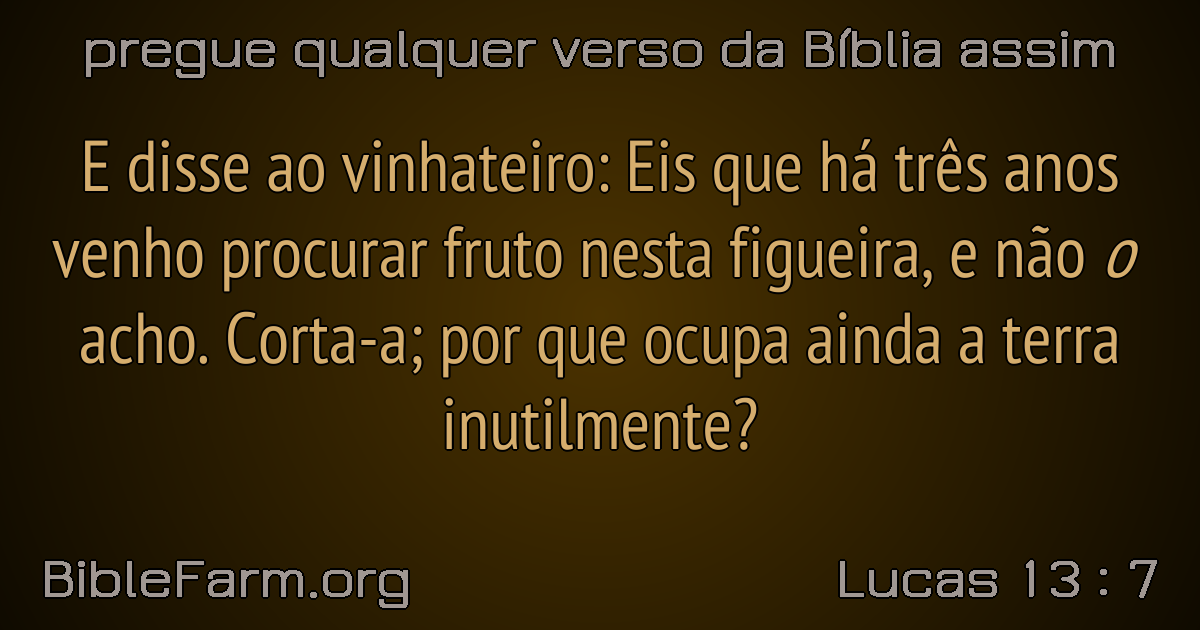 pregue qualquer verso da Bíblia assim
E disse ao vinhateiro: Eis que há três anos
venho procurar fruto nesta figueira, e não o
acho. Corta-a; por que ocupa ainda a terra
inutilmente?
BibleFarm.org
Lucas 13 : 7